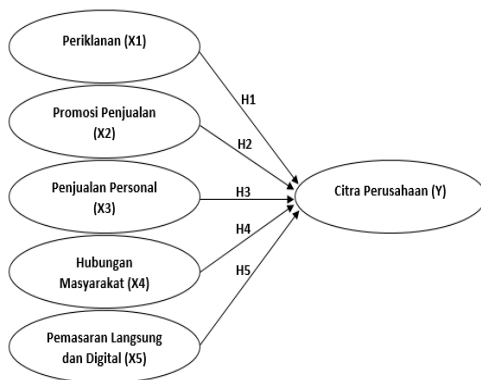 Periklanan (X1)
H1
Promosi Penjualan
(X2)
H2
Penjualan Personal
(X3)
H3
Citra Perusahaan (Y)
H4
Hubungan
Masyarakat (X4)
H5
Pemasaran Langsung
dan Digital (X5)